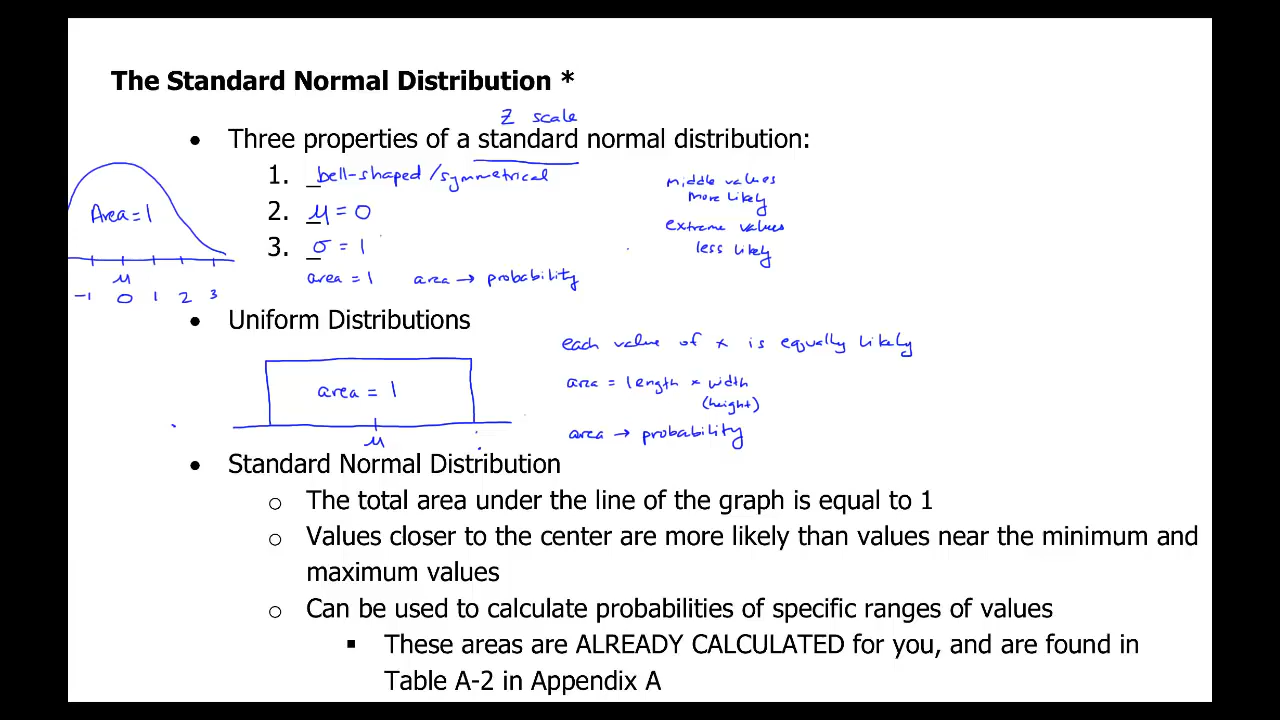 The Standard Normal Distribution *
Z scale
• Three properties of a standard normal distribution:
1. _bell-shaped/symmetrical
2. _μ = 0
3. _σ = 1
area = 1 area → probability
middle values
more likely
extreme values
less likely
Area = 1
μ
-1 0 1 2 3
• Uniform Distributions
area = 1
μ
each value of x is equally likely
area = length × width
(height)
area → probability
• Standard Normal Distribution
o The total area under the line of the graph is equal to 1
o Values closer to the center are more likely than values near the minimum and
maximum values
o Can be used to calculate probabilities of specific ranges of values
▪ These areas are ALREADY CALCULATED for you, and are found in
Table A-2 in Appendix A